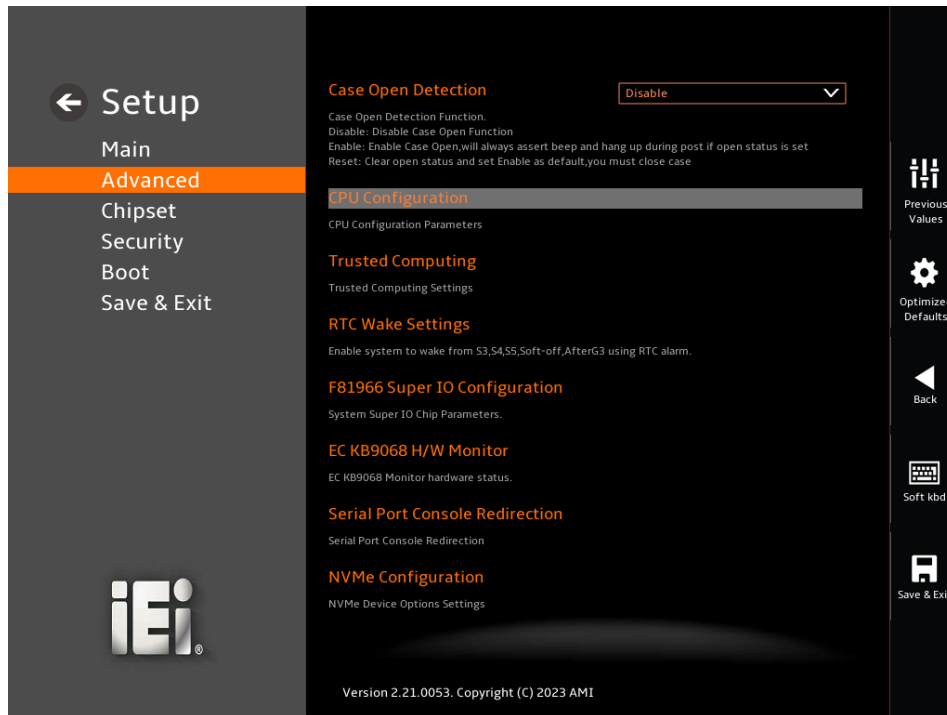 Setup
Main
Advanced
Chipset
Security
Boot
Save & Exit
Case Open Detection
Disable
Case Open Detection Function.
Disable: Disable Case Open Function
Enable: Enable Case Open,will always assert beep and hang up during post if open status is set
Reset: Clear open status and set Enable as default,you must close case
CPU Configuration
CPU Configuration Parameters
Trusted Computing
Trusted Computing Settings
RTC Wake Settings
Enable system to wake from S3,S4,S5,Soft-off,AfterG3 using RTC alarm.
F81966 Super IO Configuration
System Super IO Chip Parameters.
EC KB9068 H/W Monitor
EC KB9068 Monitor hardware status.
Serial Port Console Redirection
Serial Port Console Redirection
NVMe Configuration
NVMe Device Options Settings
Version 2.21.0053. Copyright (C) 2023 AMI
Previous
Values
Optimize
Defaults
Back
Soft kbd
Save & Exi
iEi®